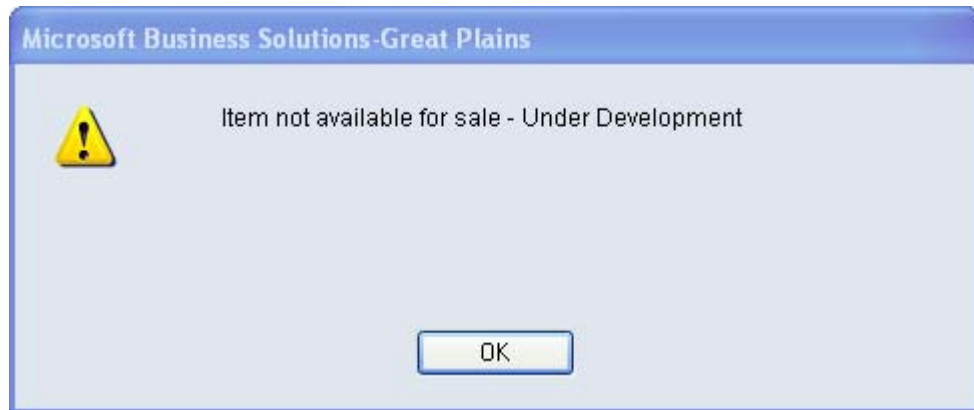 Microsoft Business Solutions-Great Plains
Item not available for sale - Under Development
OK